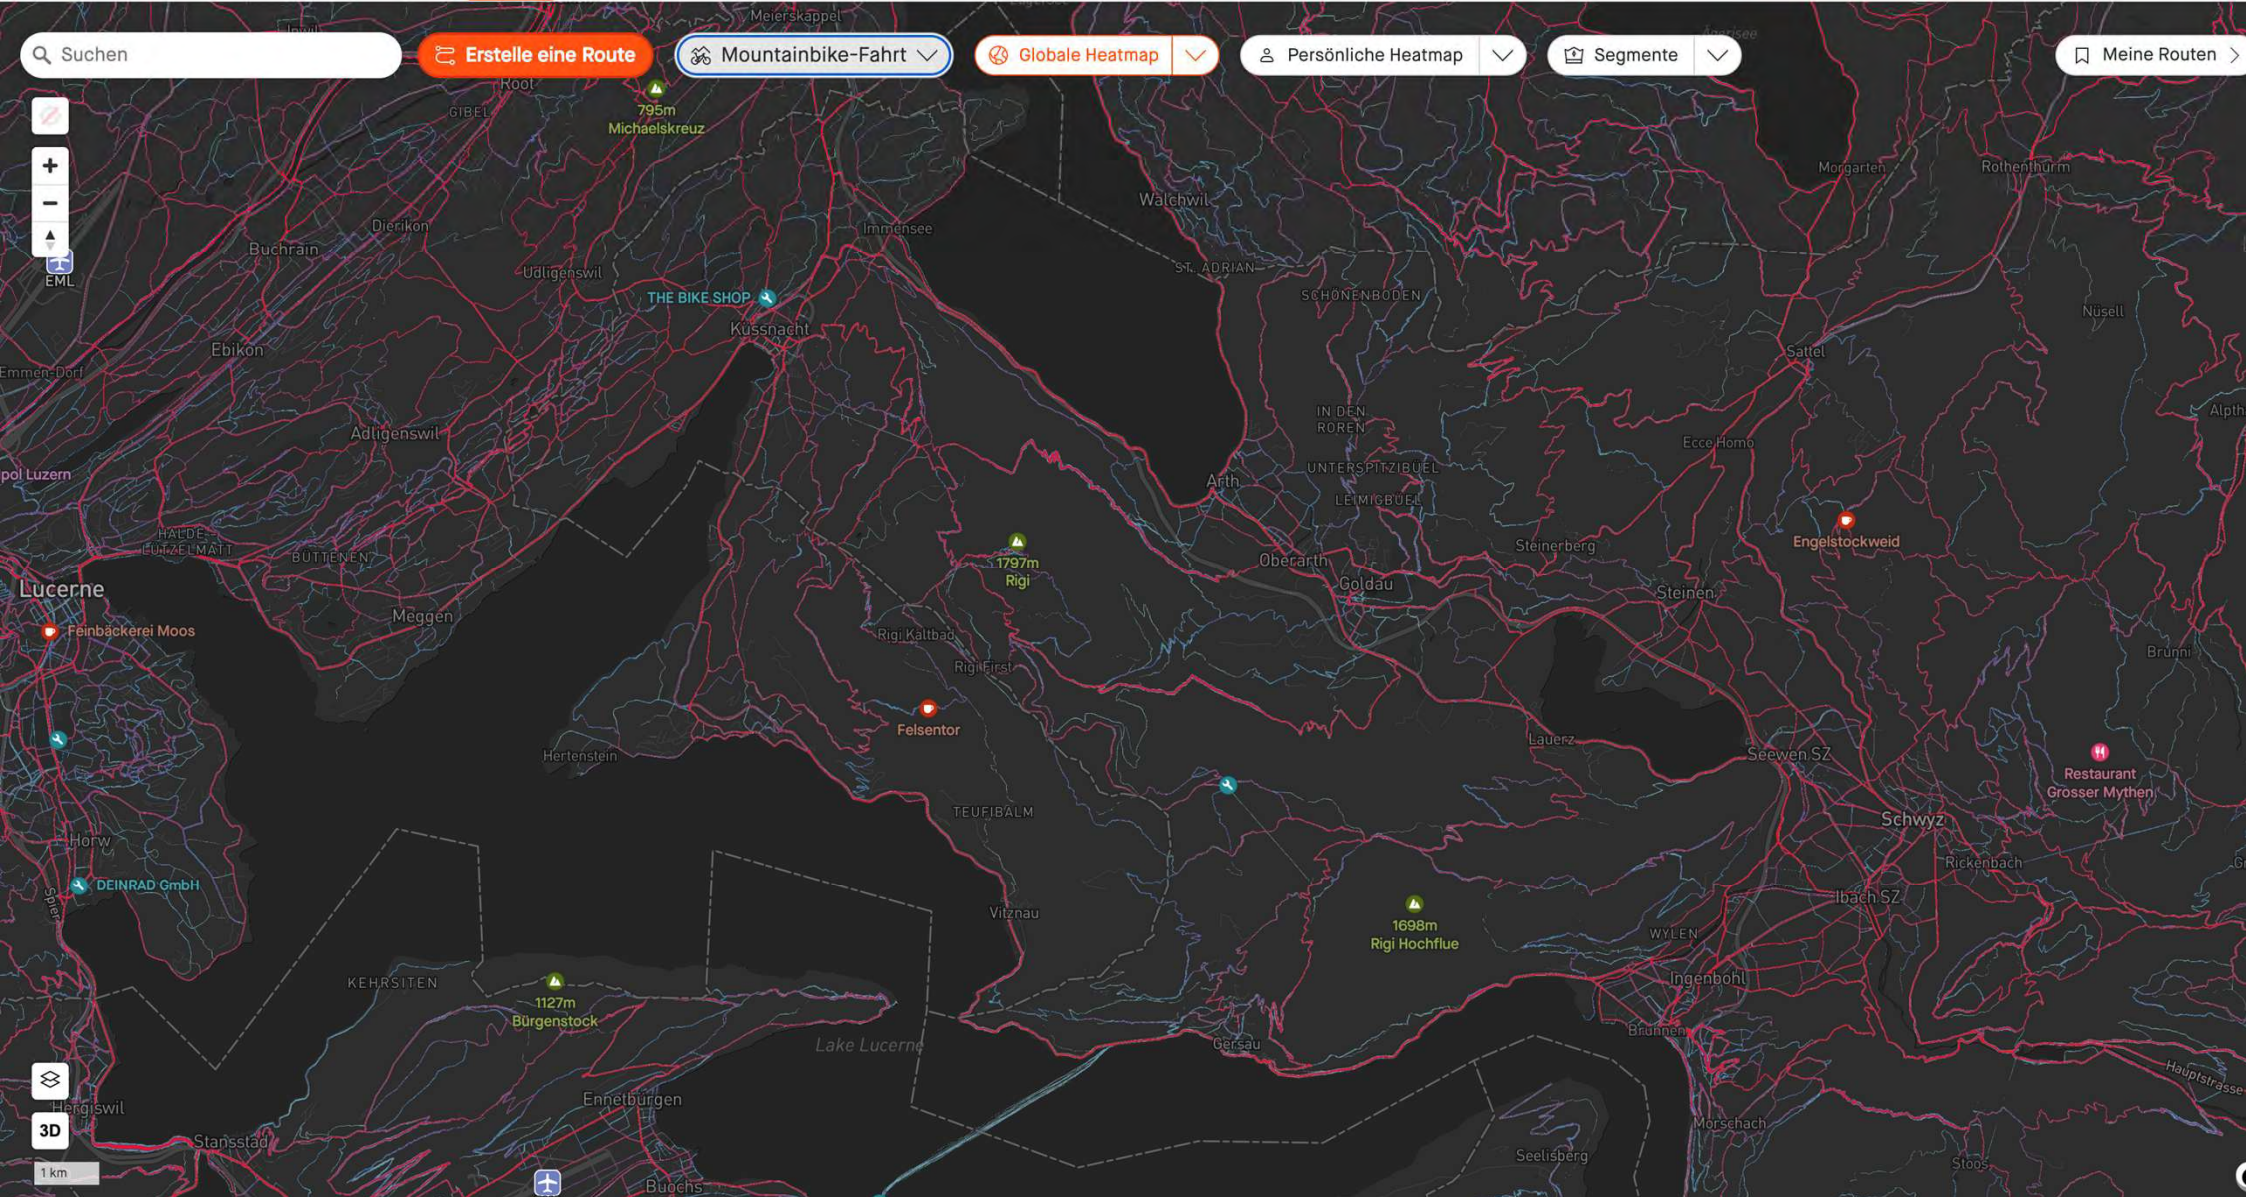 Meierskappel
Suchen
Erstelle eine Route
Mountainbike-Fahrt
Globale Heatmap
Persönliche Heatmap
Segmente
Meine Routen
Root
GIBEL
795m
Michaelskreuz
Morgarten
Rothenthurm
Walchwil
Dierikon
Immensee
Buchrain
Udligenswil
ST. ADRIAN
EML
THE BIKE SHOP
SCHÖNENBODEN
Nüsell
Küssnacht
Ebikon
Sattel
Emmen-Dorf
IN DEN
ROREN
Alpth
Adligenswil
Ecce Homo
pol Luzern
UNTERSPITZIBÜEL
Arth
LEIMIGBÜEL
HALDE-
LÜTZELMATT
BÜTTENEN
Engelstockweid
Steinerberg
1797m
Rigi
Oberarth
Goldau
Lucerne
Steinen
Meggen
Feinbäckerei Moos
Rigi Kaltbad
Brunni
Rigi First
Felsentor
Lauerz
Hertenstein
Seewen SZ
Restaurant
Grosser Mythen
TEUFIBALM
Schwyz
Horw
Rickenbach
DEINRAD GmbH
Ibach SZ
Spier
Vitznau
1698m
Rigi Hochflue
WYLEN
KEHRSITEN
Ingenbohl
1127m
Bürgenstock
Brunnen
Lake Lucerne
Gersau
Hauptstrasse
Ennetbürgen
Hergiswil
Morschach
3D
Stansstad
Seelisberg
Stoos
1 km
Buochs